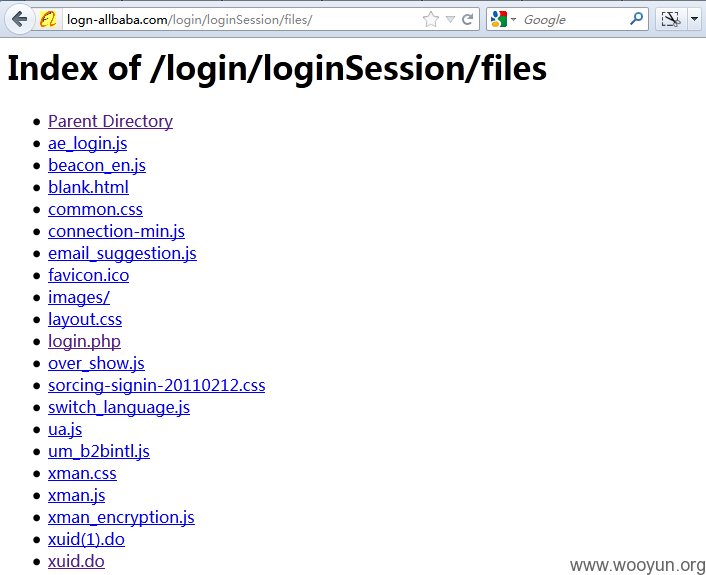 logn-allbaba.com/login/loginSession/files/
Google
Index of /login/loginSession/files
Parent Directory
ae_login.js
beacon_en.js
blank.html
common.css
connection-min.js
email_suggestion.js
favicon.ico
images/
layout.css
login.php
over_show.js
sorcing-signin-20110212.css
switch_language.js
ua.js
um_b2bintl.js
xman.css
xman.js
xman_encryption.js
xuid(1).do
xuid.do
www.wooyun.org